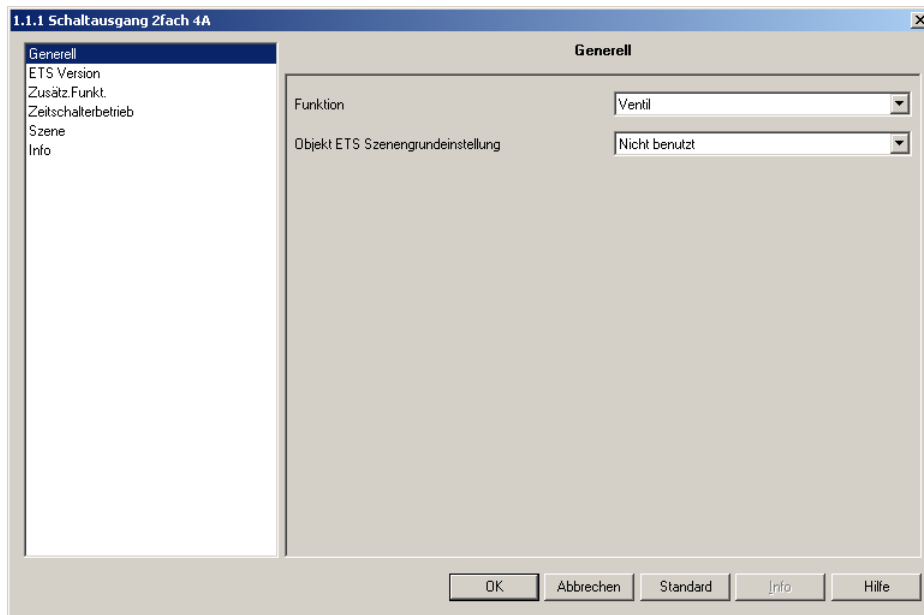 1.1.1 Schaltausgang 2fach 4A
Generell
ETS Version
Zusätz.Funkt.
Zeitschalterbetrieb
Szene
Info
Generell
Funktion
Ventil
Objekt ETS Szenengrundeinstellung
Nicht benutzt
OK
Abbrechen
Standard
Info
Hilfe